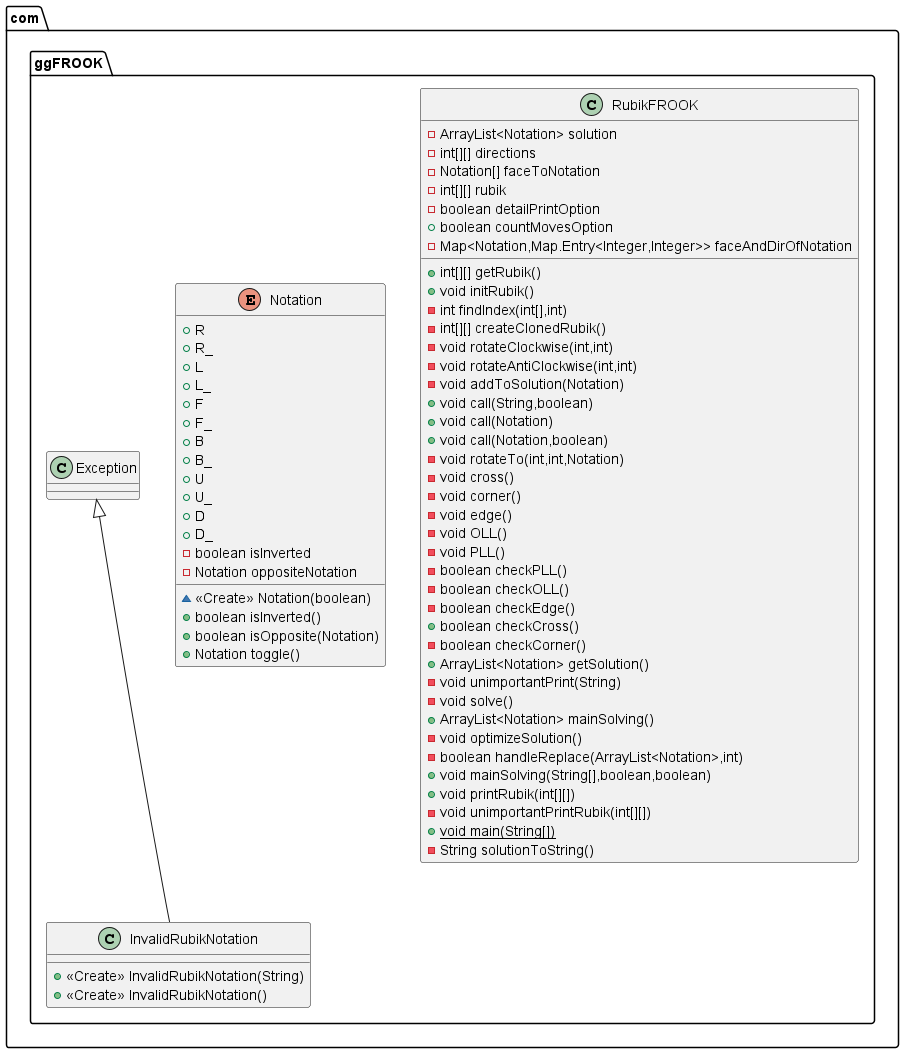 com
ggFROOK
C RubikFROOK
ArrayList<Notation> solution
int[][] directions
Notation[] faceToNotation
int[][] rubik
boolean detailPrintOption
boolean countMovesOption
Map<Notation,Map.Entry<Integer,Integer>> faceAndDirOfNotation
int[][] getRubik()
void initRubik()
int findIndex(int[],int)
int[][] createClonedRubik()
void rotateClockwise(int,int)
void rotateAntiClockwise(int,int)
void addToSolution(Notation)
void call(String,boolean)
void call(Notation)
void call(Notation,boolean)
void rotateTo(int,int,Notation)
void cross()
void corner()
void edge()
void OLL()
void PLL()
boolean checkPLL()
boolean checkOLL()
boolean checkEdge()
boolean checkCross()
boolean checkCorner()
ArrayList<Notation> getSolution()
void unimportantPrint(String)
void solve()
ArrayList<Notation> mainSolving()
void optimizeSolution()
boolean handleReplace(ArrayList<Notation>,int)
void mainSolving(String[],boolean,boolean)
void printRubik(int[][])
void unimportantPrintRubik(int[][])
void main(String[])
String solutionToString()
E Notation
R
R_
L
L_
F
F_
B
B_
U
U_
D
D_
boolean isInverted
Notation oppositeNotation
«Create» Notation(boolean)
boolean isInverted()
boolean isOpposite(Notation)
Notation toggle()
C Exception
C InvalidRubikNotation
«Create» InvalidRubikNotation(String)
«Create» InvalidRubikNotation()